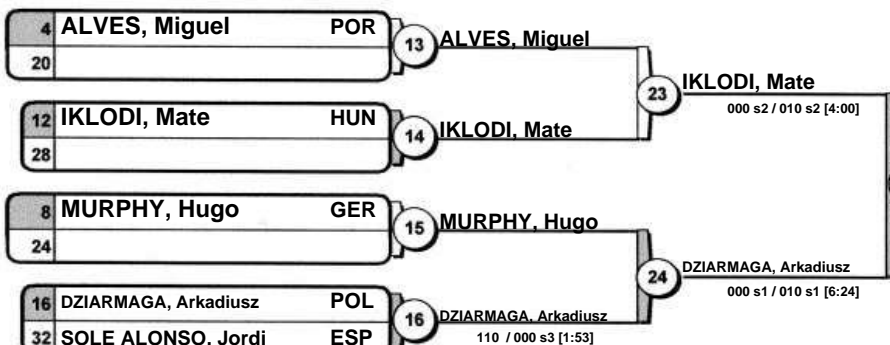 4 ALVES, Miguel POR
20
13
ALVES, Miguel
12 IKLODI, Mate HUN
28
14
IKLODI, Mate
23
IKLODI, Mate
000 s2 / 010 s2 [4:00]
8 MURPHY, Hugo GER
24
15
MURPHY, Hugo
16 DZIARMAGA, Arkadiusz POL
32 SOLE ALONSO, Jordi ESP
16
DZIARMAGA, Arkadiusz
110 / 000 s3 [1:53]
24
DZIARMAGA, Arkadiusz
000 s1 / 010 s1 [6:24]